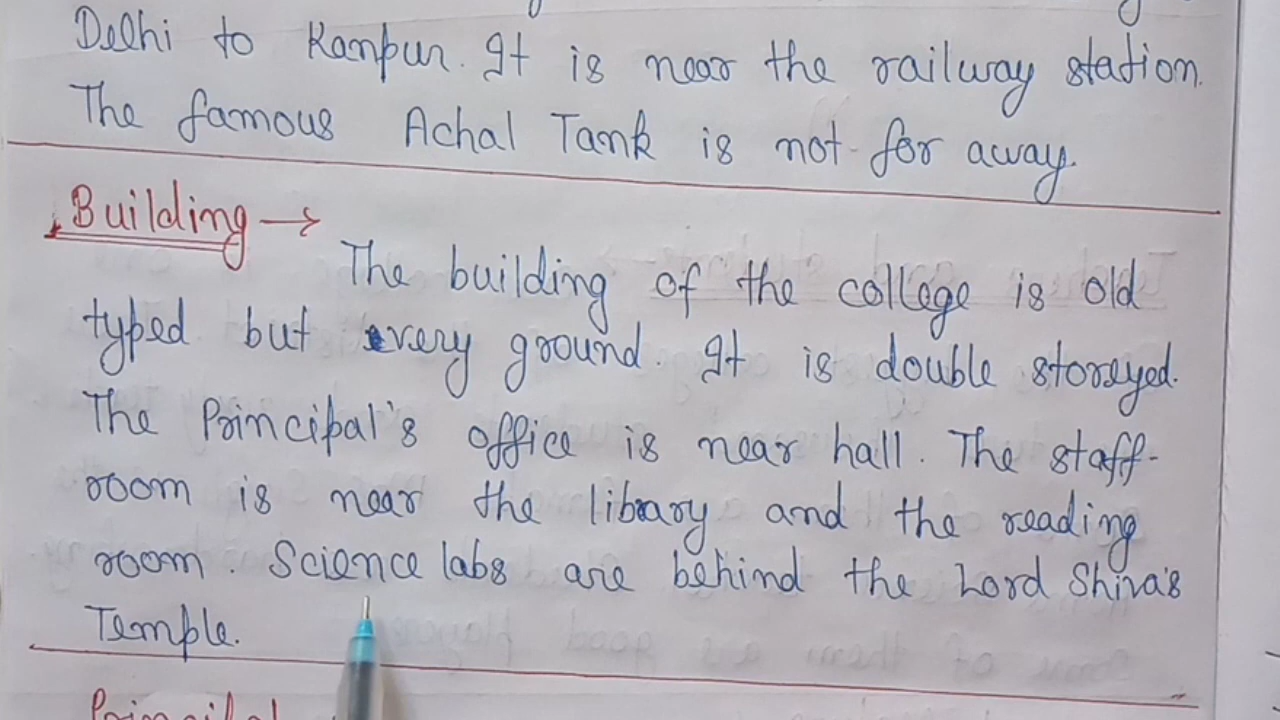 Delhi to Kanpur. It is near the railway station.
The famous Achal Tank is not far away.
Building →
The building of the college is old
typed but very ground. It is double storeyed.
The Principal's office is near hall. The staff-
room is near the library and the reading
room. Science labs are behind the Lord Shiva's
Temple.
Principal